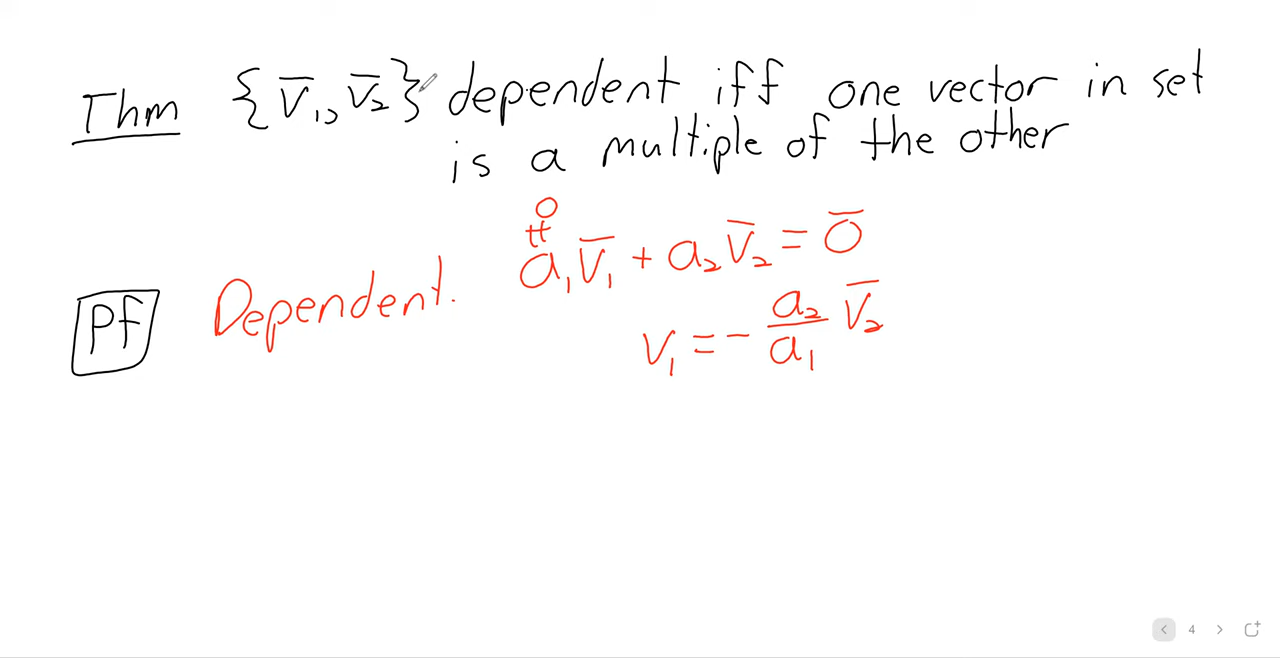 Thm {v̅₁, v̅₂} dependent iff one vector in set
is a multiple of the other
0
≠
Pf Dependent. a₁v̅₁ + a₂v̅₂ = 0̅
v₁ = - a₂/a₁ v̅₂
4